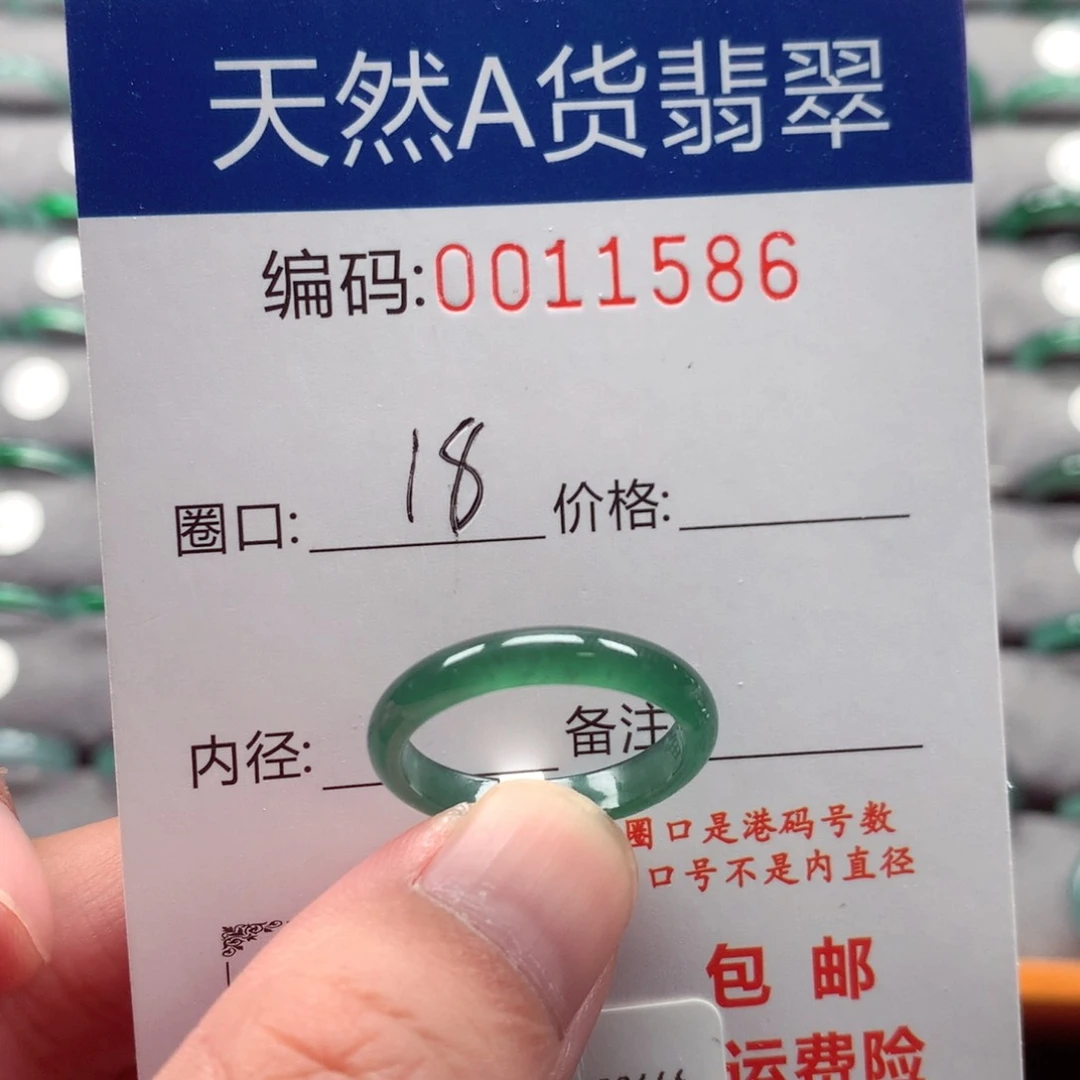 天然A货翡翠
编码:0011586
圈口: 18 价格:
内径: 备注
圈口是港码号数
口号不是内直径
包邮
运费险